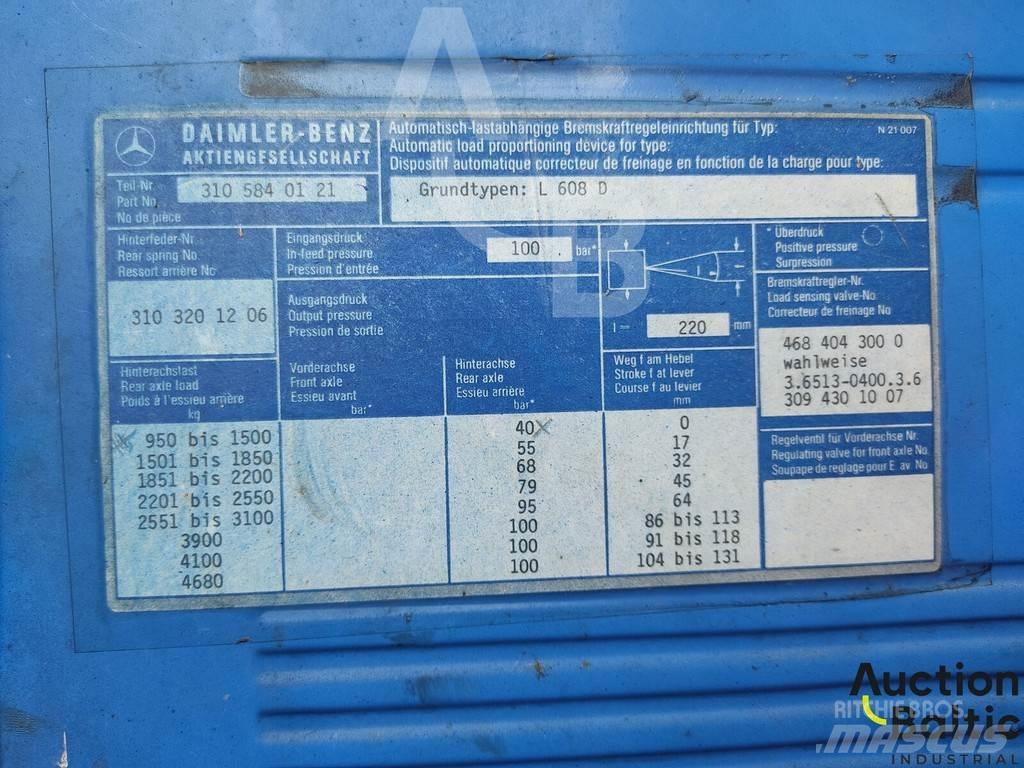 DAIMLER-BENZ
AKTIENGESELLSCHAFT
Automatisch-lastabhängige Bremskraftregeleinrichtung für Typ:
Automatic load proportioning device for type:
Dispositif automatique correcteur de freinage en fonction de la charge pour type:
N 21 007
Teil-Nr.
Part No.
No de pièce
310 584 01 21
Grundtypen: L 608 D
Hinterfeder-Nr.
Rear spring No.
Ressort arrière No
310 320 12 06
Eingangsdruck
In-feed pressure
Pression d'entrée
100 bar*
Ausgangsdruck
Output pressure
Pression de sortie
l = 220 mm
* Überdruck
Positive pressure
Surpression
Bremskraftregler-Nr.
Load sensing valve-No.
Correcteur de freinage No
468 404 300 0
wahlweise
3.6513-0400.3.6
309 430 10 07
Hinterachslast
Rear axle load
Poids à l'essieu arrière
kg
Vorderachse
Front axle
Essieu avant
bar*
Hinterachse
Rear axle
Essieu arrière
bar*
Weg f am Hebel
Stroke f at lever
Course f au levier
mm
950 bis 1500 40 0
1501 bis 1850 55 17
1851 bis 2200 68 32
2201 bis 2550 79 45
2551 bis 3100 95 64
3900 100 86 bis 113
4100 100 91 bis 118
4680 100 104 bis 131
Regelventil für Vorderachse Nr.
Regulating valve for front axle No.
Soupape de reglage pour E. av. No
AB
Auction
Baltic
INDUSTRIAL
RITCHIE BROS
MASCUS